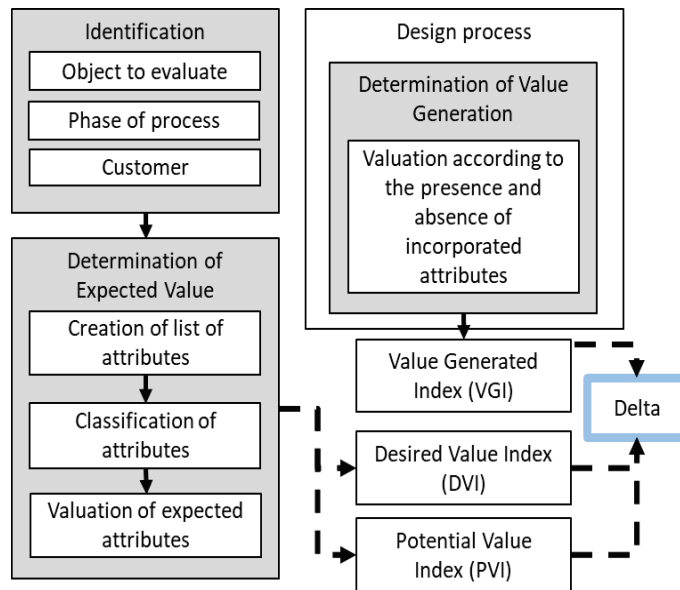 Identification
Object to evaluate
Phase of process
Customer
Determination of
Expected Value
Creation of list of
attributes
Classification of
attributes
Valuation of expected
attributes
Design process
Determination of Value
Generation
Valuation according to
the presence and
absence of
incorporated
attributes
Value Generated
Index (VGI)
Desired Value Index
(DVI)
Potential Value
Index (PVI)
Delta